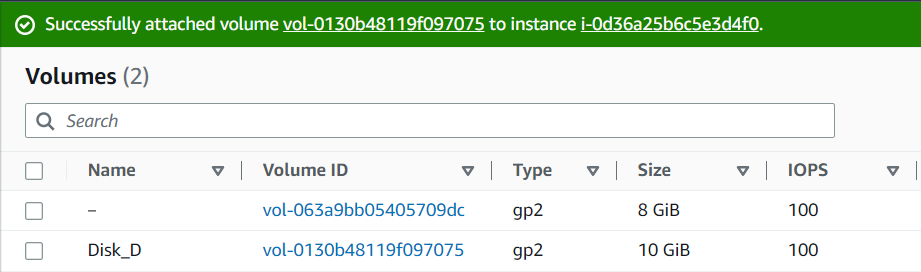 Successfully attached volume vol-0130b48119f097075 to instance i-0d36a25b6c5e3d4f0.
Volumes (2)
Search
Name Volume ID Type Size IOPS
– vol-063a9bb05405709dc gp2 8 GiB 100
Disk_D vol-0130b48119f097075 gp2 10 GiB 100